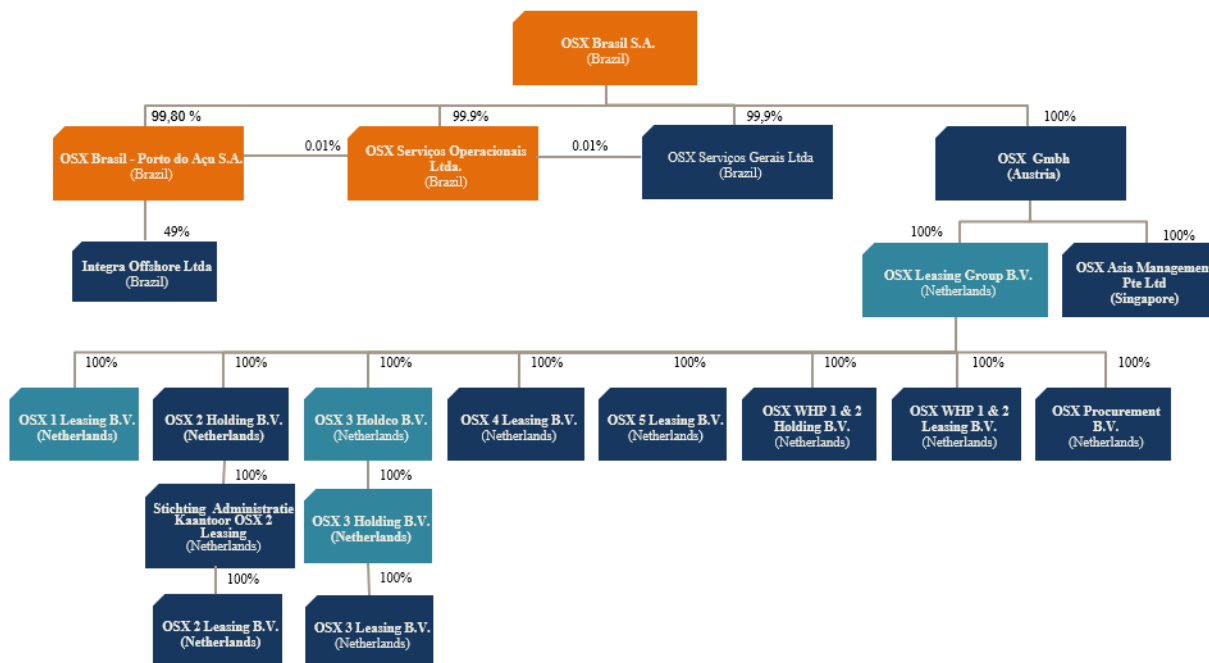 OSX Brasil S.A.
(Brazil)
99,80 %
99.9%
99,9%
100%
OSX Brasil - Porto do Açu S.A.
(Brazil)
0.01%
OSX Serviços Operacionais
Ltda.
(Brazil)
0.01%
OSX Serviços Gerais Ltda
(Brazil)
OSX Gmbh
(Austria)
49%
Integra Offshore Ltda
(Brazil)
100%
OSX Leasing Group B.V.
(Netherlands)
100%
OSX Asia Management
Pte Ltd
(Singapore)
100%
100%
100%
100%
100%
100%
100%
100%
OSX 1 Leasing B.V.
(Netherlands)
OSX 2 Holding B.V.
(Netherlands)
OSX 3 Holdco B.V.
(Netherlands)
OSX 4 Leasing B.V.
(Netherlands)
OSX 5 Leasing B.V.
(Netherlands)
OSX WHP 1 & 2
Holding B.V.
(Netherlands)
OSX WHP 1 & 2
Leasing B.V.
(Netherlands)
OSX Procurement
B.V.
(Netherlands)
100%
100%
Stichting Administratie
Kaantoor OSX 2
Leasing
(Netherlands)
OSX 3 Holding B.V.
(Netherlands)
100%
100%
OSX 2 Leasing B.V.
(Netherlands)
OSX 3 Leasing B.V.
(Netherlands)